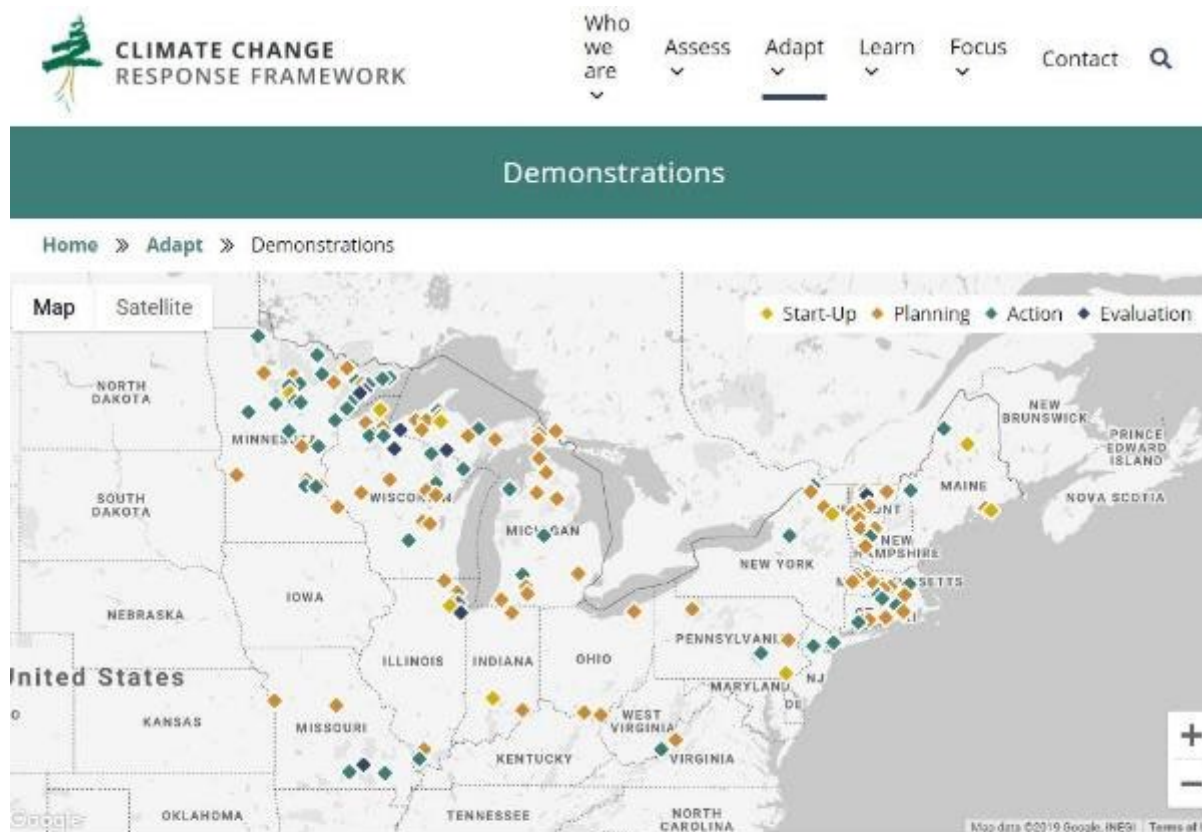 CLIMATE CHANGE
RESPONSE FRAMEWORK
Who
we
are
Assess
Adapt
Learn
Focus
Contact
Demonstrations
Home » Adapt » Demonstrations
Map Satellite
Start-Up Planning Action Evaluation
NORTH
DAKOTA
NEW
BRUNSWICK
PRINCE
EDWARD
ISLAND
MAINE
NOVA SCOTIA
SOUTH
DAKOTA
NEW
NEW YORK
IOWA
NEBRASKA
ILLINOIS
INDIANA
OHIO
MARYLAND
NJ
United States
KANSAS
MISSOURI
WEST
VIRGINIA
KENTUCKY
VIRGINIA
OKLAHOMA
TENNESSEE
NORTH
CAROLINA
Google
Map data ©2019 Google, INEGI Terms of